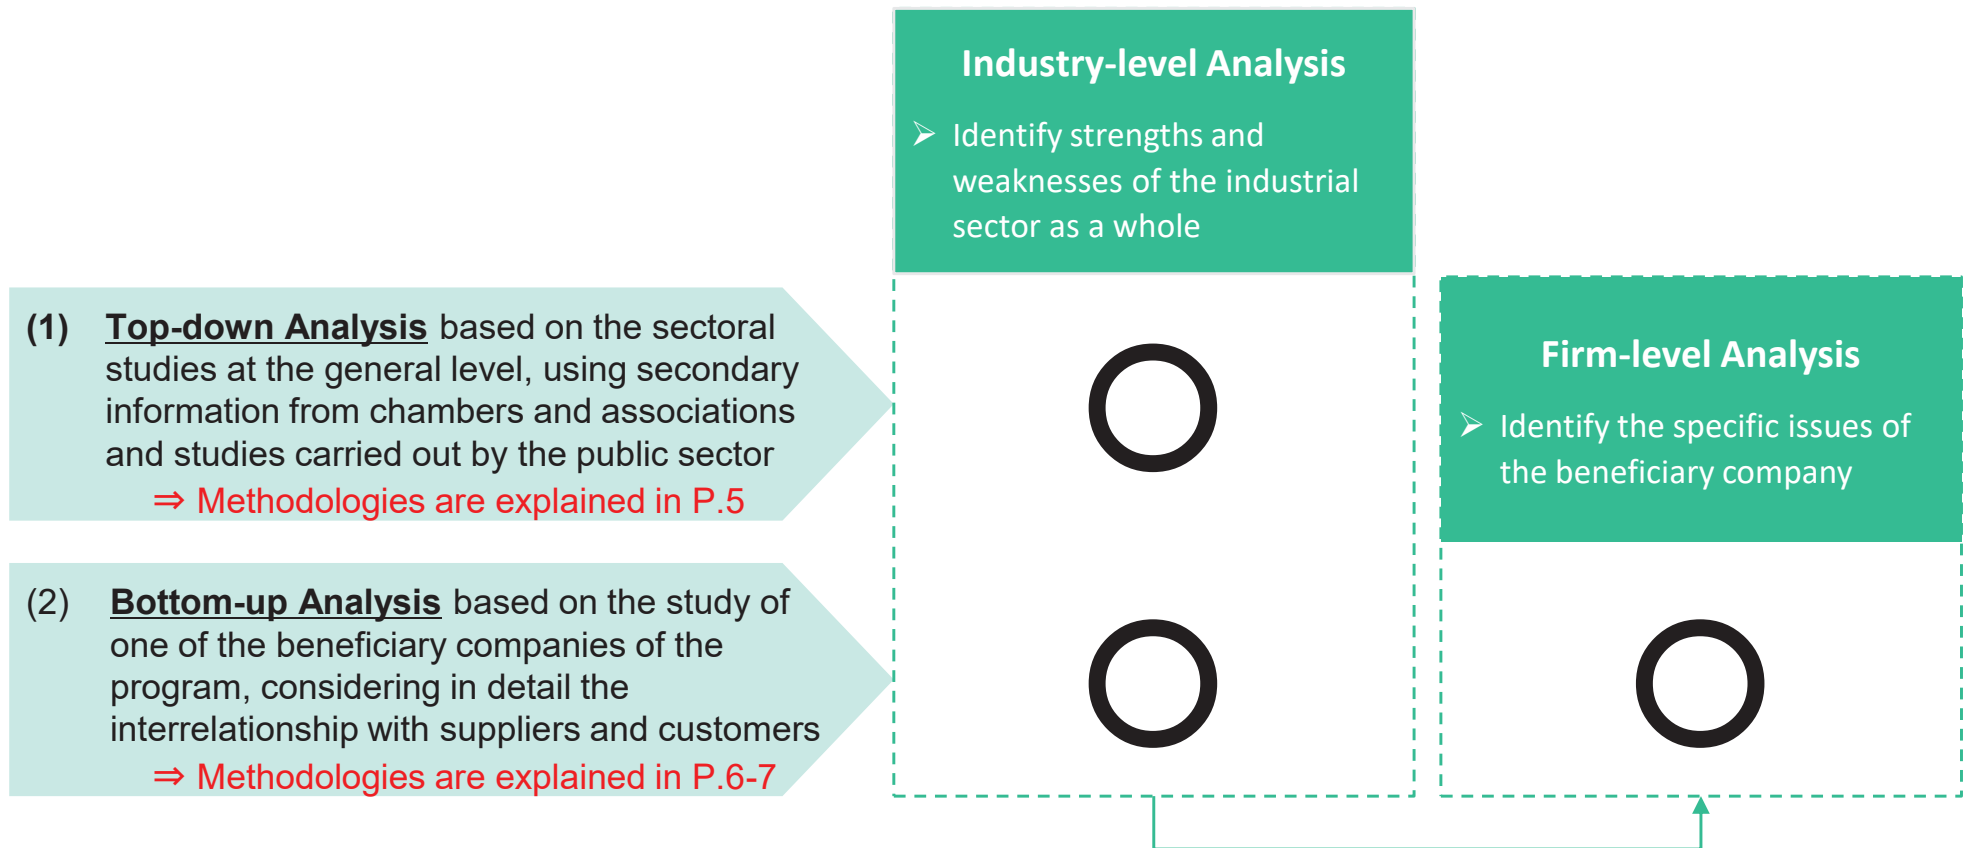 Industry-level Analysis
➢ Identify strengths and
weaknesses of the industrial
sector as a whole
Firm-level Analysis
➢ Identify the specific issues of
the beneficiary company
(1) Top-down Analysis based on the sectoral
studies at the general level, using secondary
information from chambers and associations
and studies carried out by the public sector
⇒ Methodologies are explained in P.5
(2) Bottom-up Analysis based on the study of
one of the beneficiary companies of the
program, considering in detail the
interrelationship with suppliers and customers
⇒ Methodologies are explained in P.6-7